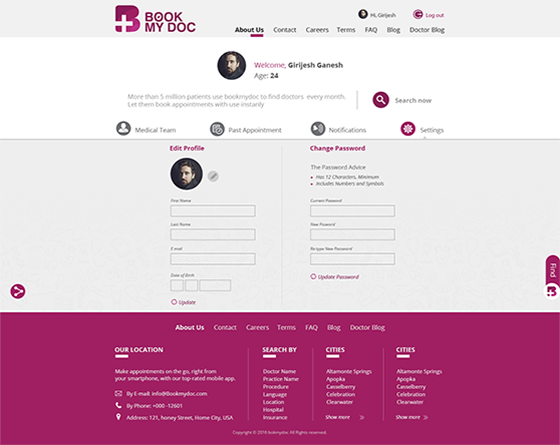 BOOK
MY DOC
Hi, Girijesh
Log out
About Us Contact Careers Terms FAQ Blog Doctor Blog
Welcome, Girijesh Ganesh
Age: 24
More than 5 million patients use bookmydoc to find doctors every month.
Let them book appointments with use instanly
Search now
Medical Team Past Appointment Notifications Settings
Edit Profile
First Name
Last Name
E-mail
Date of Birth
Update
Change Password
The Password Advice
Has 12 Characters, Minimum
Includes Numbers and Symbols
Current Password
New Password
Re-type New Password
Update Password
Find
About Us Contact Careers Terms FAQ Blog Doctor Blog
OUR LOCATION
Make appointments on the go, right from
your smartphone, with our top-rated mobile app.
By E-mail: info@Bookmydoc.com
By Phone: +000 -12601
Address: 121, honey Street, Home City, USA
SEARCH BY
Doctor Name
Practice Name
Procedure
Language
Location
Hospital
Insurance
CITIES
Altamonte Springs
Apopka
Casselberry
Celebration
Clearwater
Show more
CITIES
Altamonte Springs
Apopka
Casselberry
Celebration
Clearwater
Show more
Copyright © 2016 bookmydoc All Rights reserved.